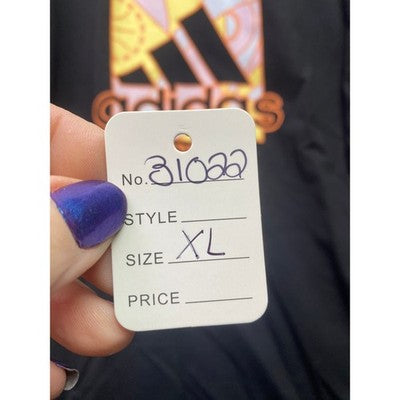 adidas
No. 31022
STYLE
SIZE XL
PRICE